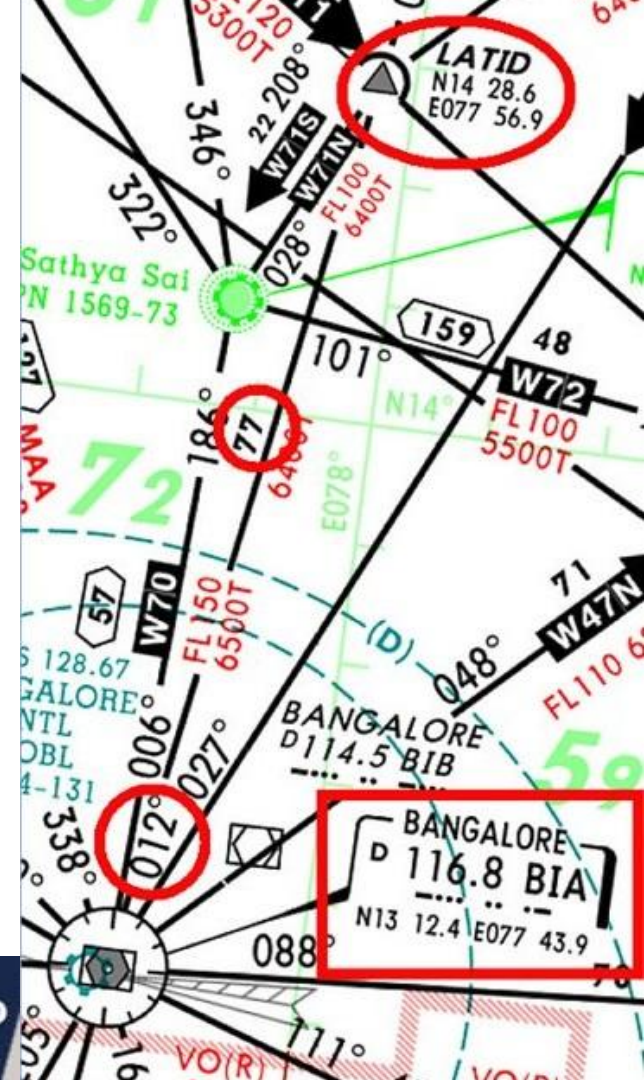 5300T
208°
22
W71S
W71N
FL100
6400T
LATID
N14 28.6
E077 56.9
346°
322°
028°
Sathya Sai
PN 1569-73
159
48
101°
W72
FL100
5500T
N14°
E078°
186°
77
MAA
72
57
W70
FL150
6500T
(D)
71
W47N
048°
FL110
128.67
006°
027°
012°
338°
BANGALORE
D114.5 BIB
59
BANGALORE
D 116.8 BIA
N13 12.4 E077 43.9
088°
111°
VO(R)
VO(R)